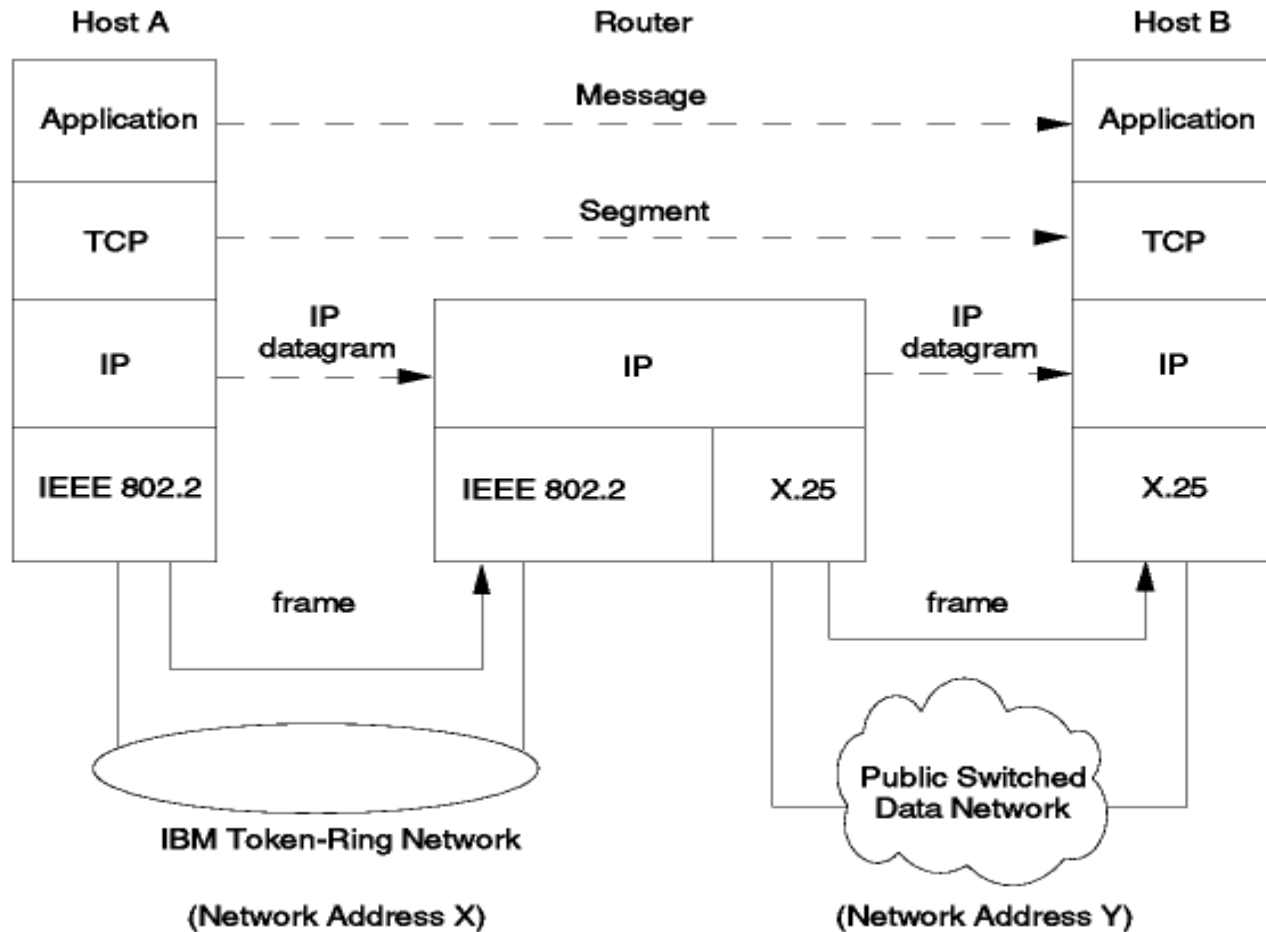 Host A
Router
Host B
Message
Application
Application
Segment
TCP
TCP
IP
datagram
IP
datagram
IP
IP
IP
IEEE 802.2
IEEE 802.2
X.25
X.25
frame
frame
Public Switched
Data Network
IBM Token-Ring Network
(Network Address X)
(Network Address Y)